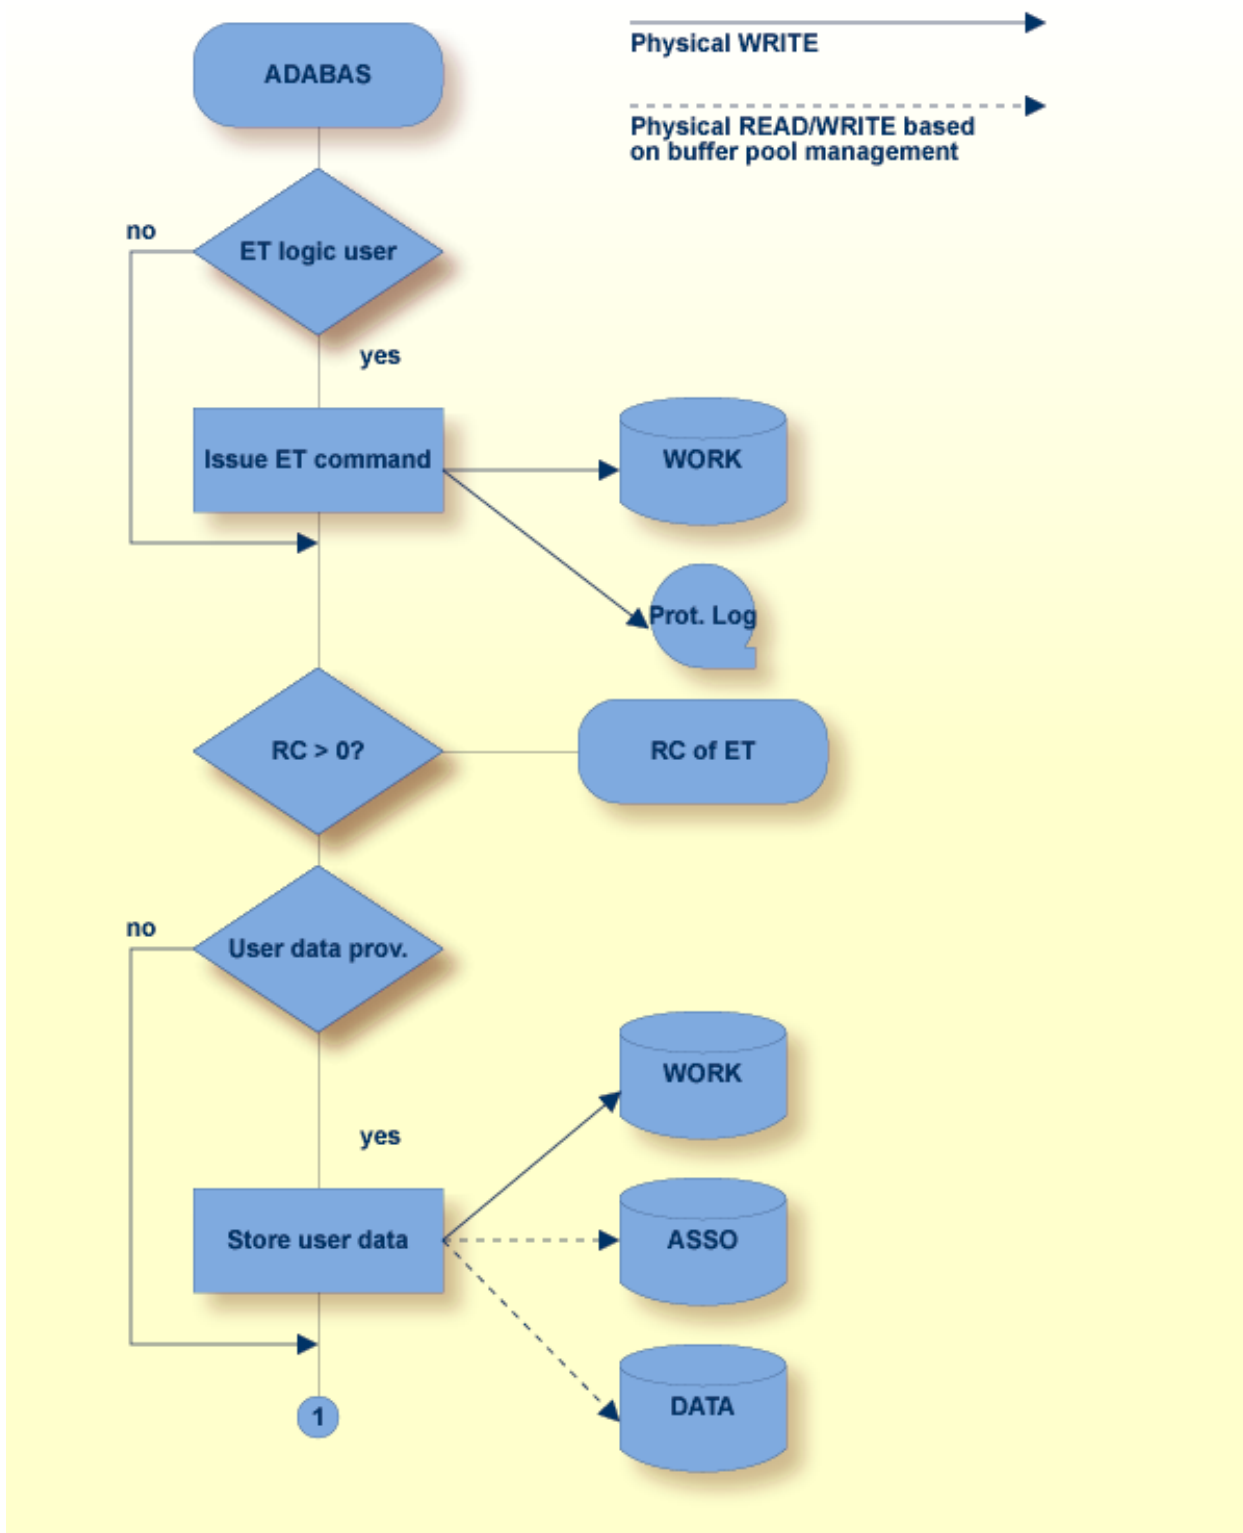 ADABAS
Physical WRITE
Physical READ/WRITE based
on buffer pool management
no
ET logic user
yes
Issue ET command
WORK
Prot. Log
RC > 0?
RC of ET
no
User data prov.
WORK
yes
Store user data
ASSO
DATA
1